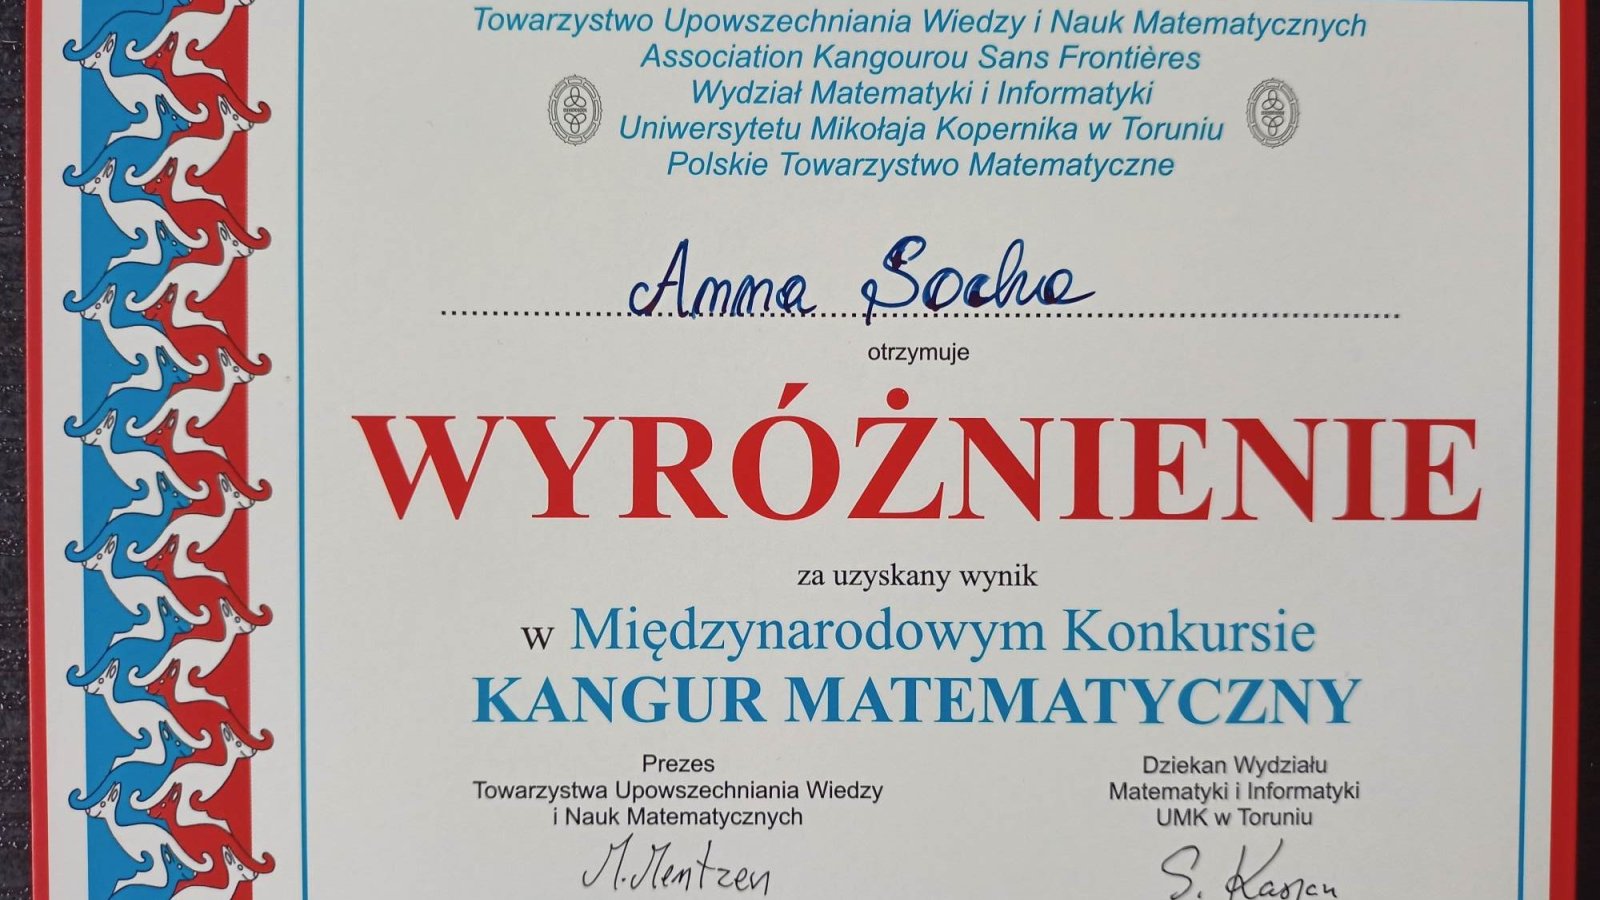 Towarzystwo Upowszechniania Wiedzy i Nauk Matematycznych
Association Kangourou Sans Frontières
Wydział Matematyki i Informatyki
Uniwersytetu Mikołaja Kopernika w Toruniu
Polskie Towarzystwo Matematyczne
Anna Socha
otrzymuje
WYRÓŻNIENIE
za uzyskany wynik
w Międzynarodowym Konkursie
KANGUR MATEMATYCZNY
Prezes
Towarzystwa Upowszechniania Wiedzy
i Nauk Matematycznych
M. Mentzen
Dziekan Wydziału
Matematyki i Informatyki
UMK w Toruniu
S. Kasjan